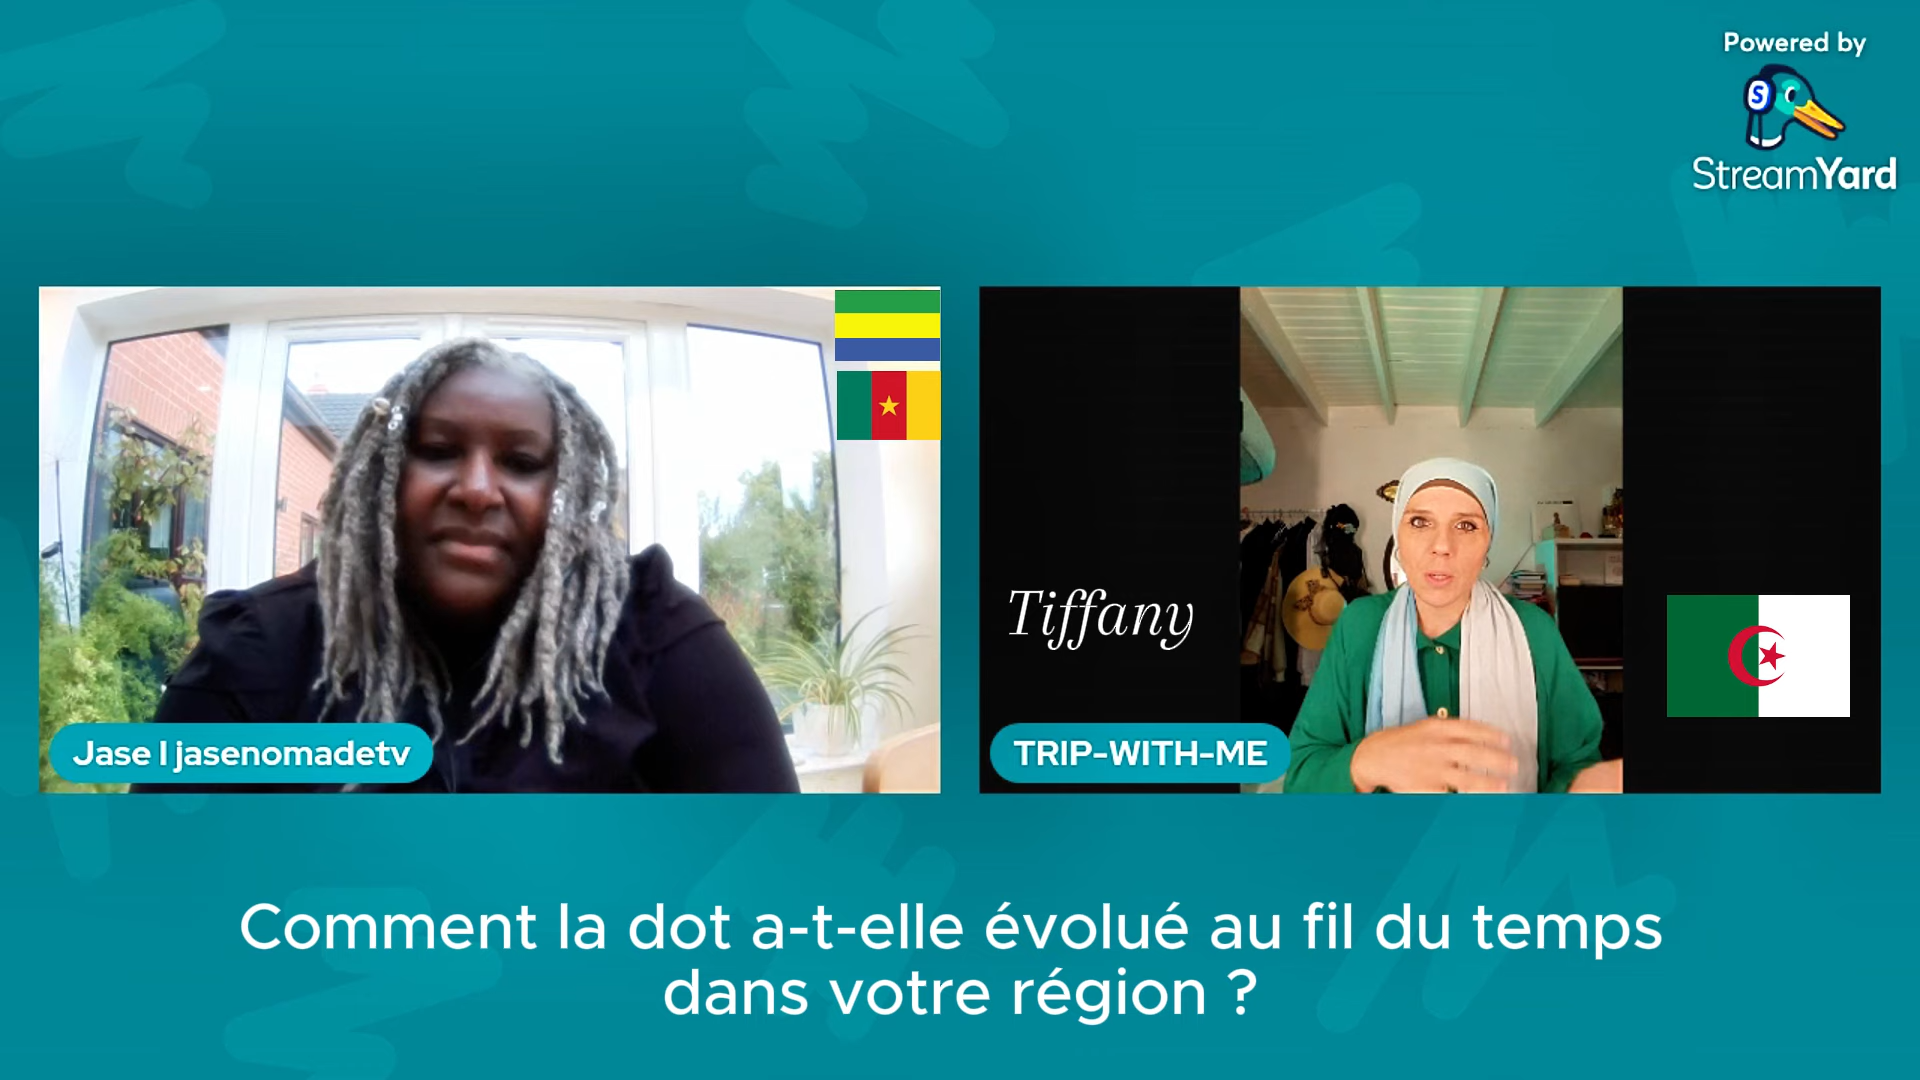 Powered by
S
StreamYard
Tiffany
Jase I jasenomadetv
TRIP-WITH-ME
Comment la dot a-t-elle évolué au fil du temps
dans votre région ?